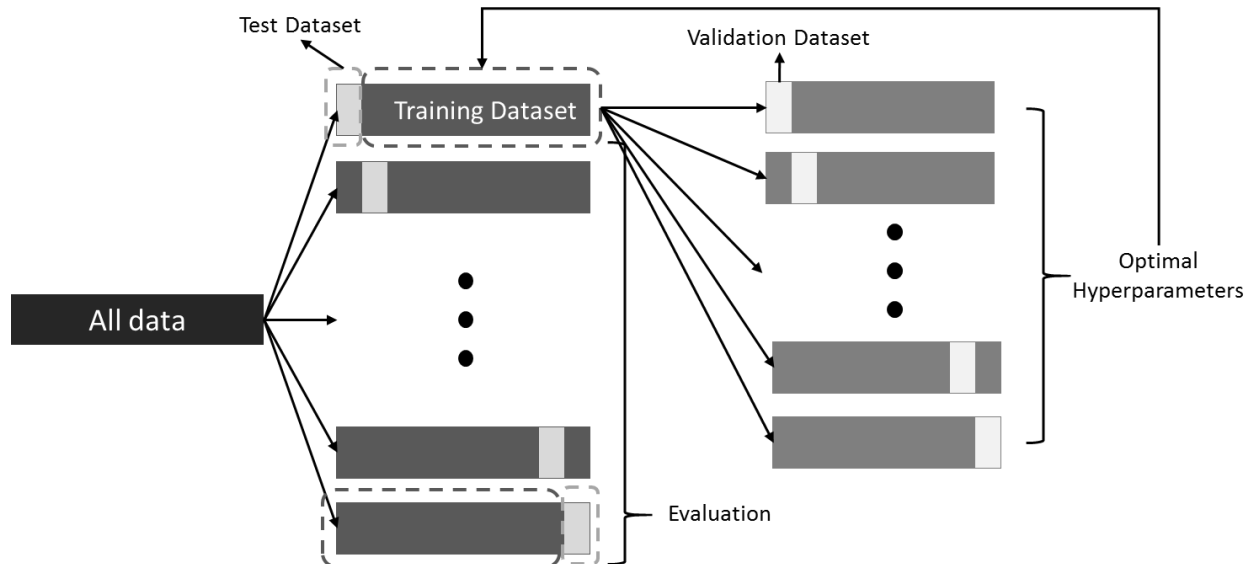 Test Dataset
Validation Dataset
Training Dataset
All data
Optimal
Hyperparameters
Evaluation